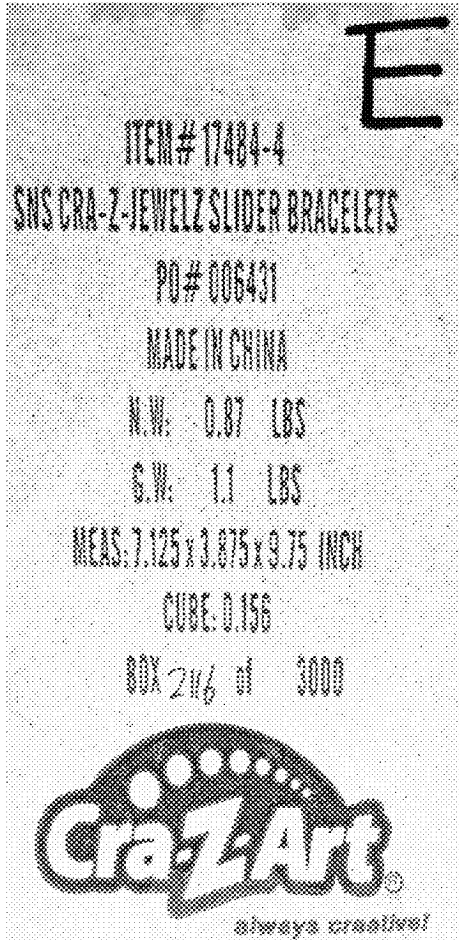 E
ITEM# 17484-4
SNS CRA-Z-JEWELZ SLIDER BRACELETS
PO# 006431
MADE IN CHINA
N.W: 0.87 LBS
G.W: 1.1 LBS
MEAS: 7.125 x 3.875 x 9.75 INCH
CUBE: 0.156
BOX 2116 of 3000
Cra-Z-Art®
always creative!